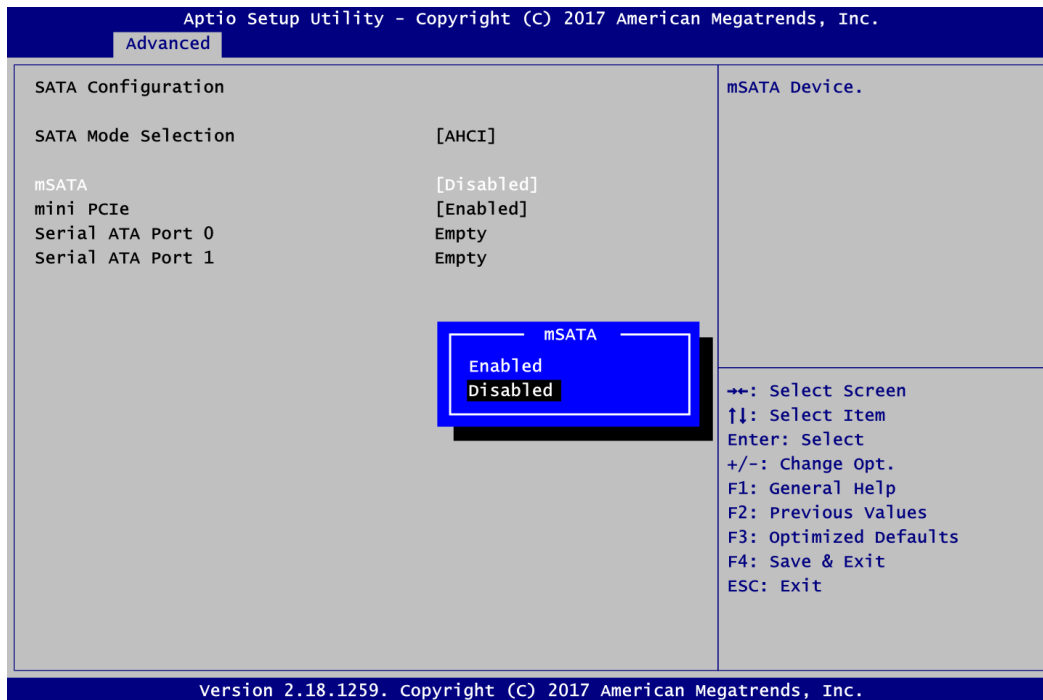 Aptio Setup Utility - Copyright (C) 2017 American Megatrends, Inc.
Advanced
SATA Configuration
SATA Mode Selection [AHCI]
mSATA [Disabled]
mini PCIe [Enabled]
Serial ATA Port 0 Empty
Serial ATA Port 1 Empty
mSATA
Enabled
Disabled
mSATA Device.
→←: Select Screen
↑↓: Select Item
Enter: Select
+/-: Change Opt.
F1: General Help
F2: Previous Values
F3: Optimized Defaults
F4: Save & Exit
ESC: Exit
Version 2.18.1259. Copyright (C) 2017 American Megatrends, Inc.